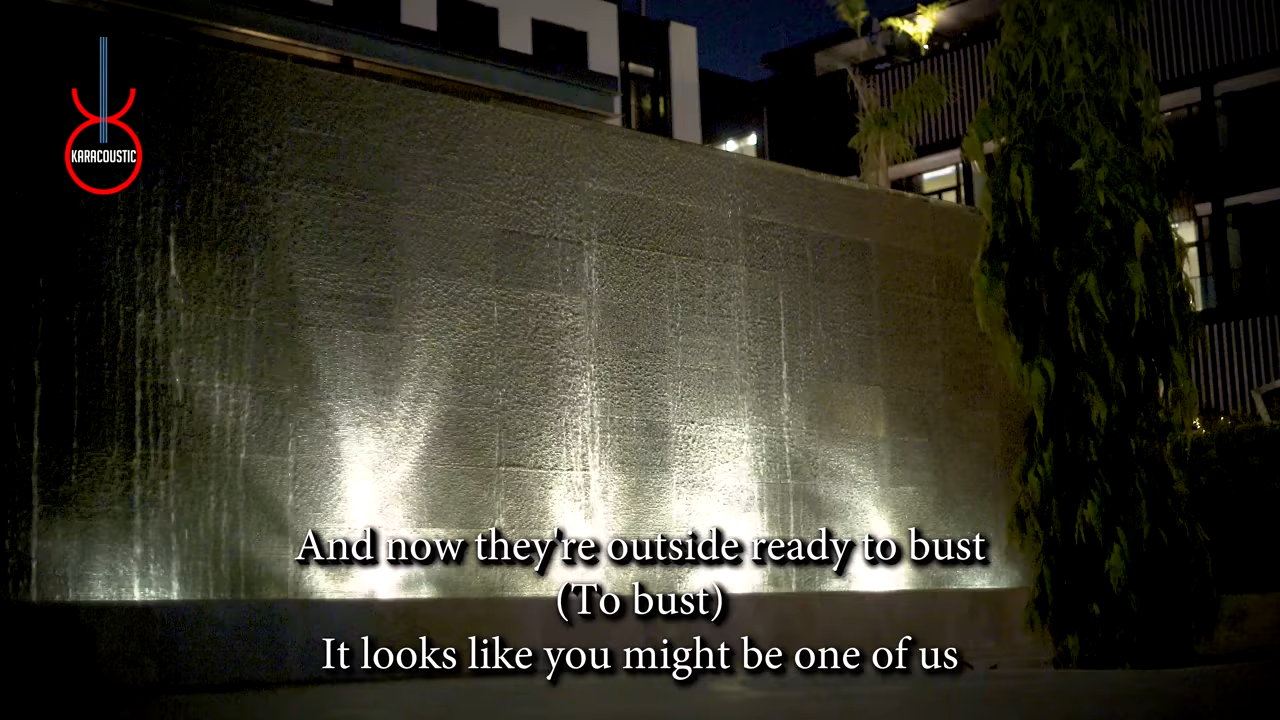 KARACOUSTIC
And now they're outside ready to bust
(To bust)
It looks like you might be one of us